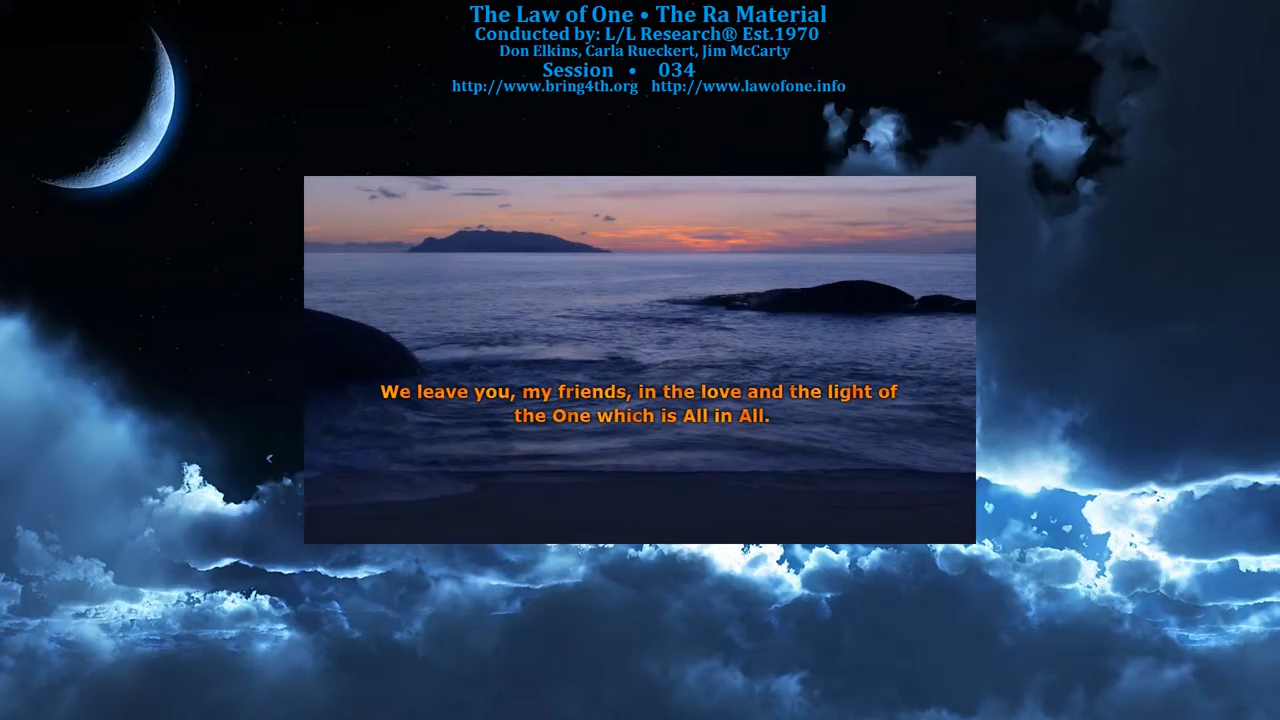 The Law of One • The Ra Material
Conducted by: L/L Research® Est.1970
Don Elkins, Carla Rueckert, Jim McCarty
Session • 034
http://www.bring4th.org http://www.lawofone.info
We leave you, my friends, in the love and the light of
the One which is All in All.